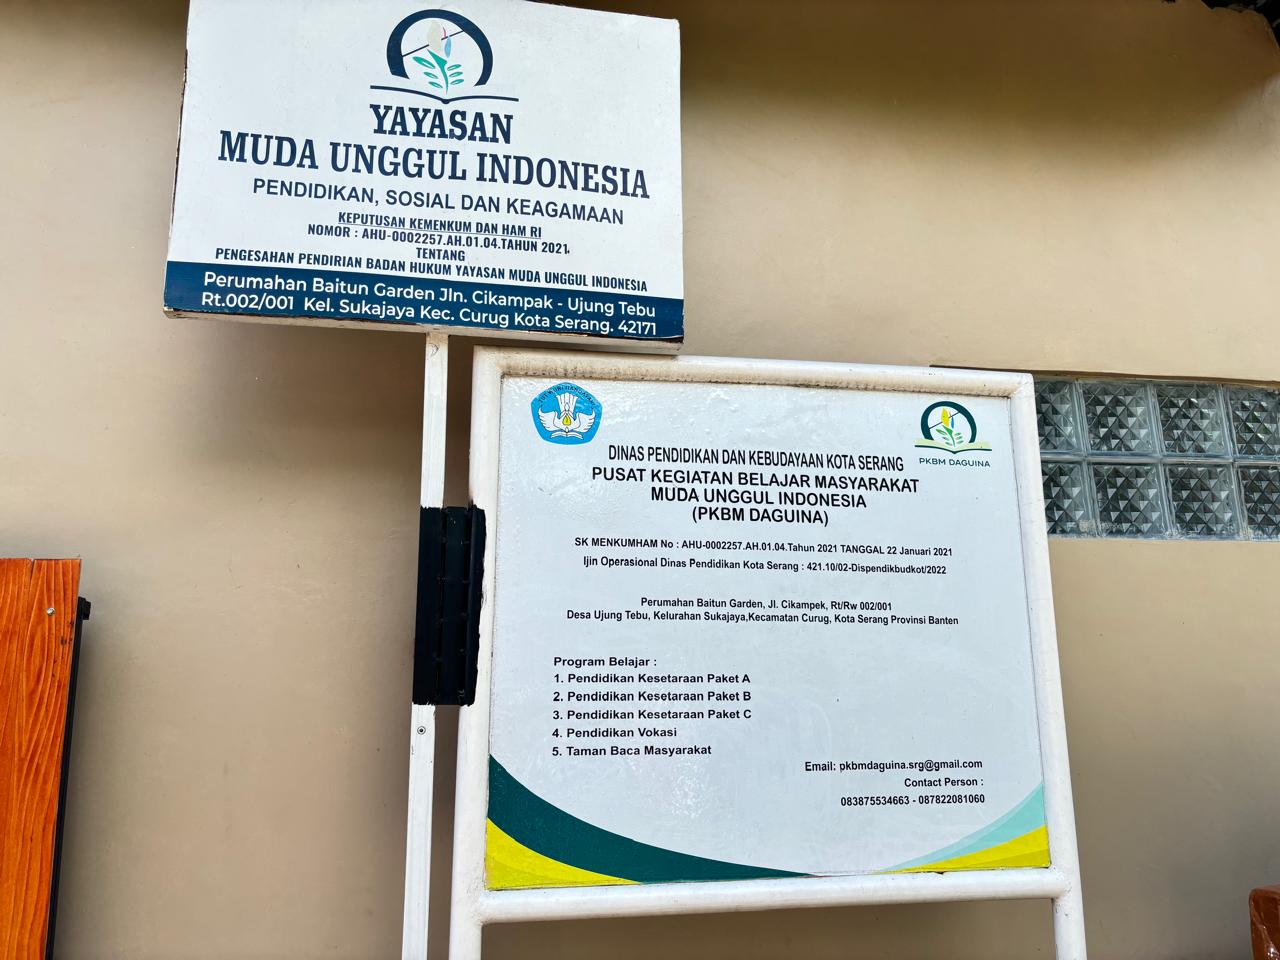 YAYASAN
MUDA UNGGUL INDONESIA
PENDIDIKAN, SOSIAL DAN KEAGAMAAN
KEPUTUSAN KEMENKUM DAN HAM RI
NOMOR : AHU-0002257.AH.01.04.TAHUN 2021.
TENTANG
PENGESAHAN PENDIRIAN BADAN HUKUM YAYASAN MUDA UNGGUL INDONESIA
Perumahan Baitun Garden Jln. Cikampak - Ujung Tebu
Rt.002/001 Kel. Sukajaya Kec. Curug Kota Serang. 42171
PKBM DAGUINA
DINAS PENDIDIKAN DAN KEBUDAYAAN KOTA SERANG
PUSAT KEGIATAN BELAJAR MASYARAKAT
MUDA UNGGUL INDONESIA
(PKBM DAGUINA)
SK MENKUMHAM No : AHU-0002257.AH.01.04.Tahun 2021 TANGGAL 22 Januari 2021
Ijin Operasional Dinas Pendidikan Kota Serang : 421.10/02-Dispendikbudkot/2022
Perumahan Baitun Garden, Jl. Cikampek, Rt/Rw 002/001
Desa Ujung Tebu, Kelurahan Sukajaya,Kecamatan Curug, Kota Serang Provinsi Banten
Program Belajar :
1. Pendidikan Kesetaraan Paket A
2. Pendidikan Kesetaraan Paket B
3. Pendidikan Kesetaraan Paket C
4. Pendidikan Vokasi
5. Taman Baca Masyarakat
Email: pkbmdaguina.srg@gmail.com
Contact Person :
083875534663 - 087822081060